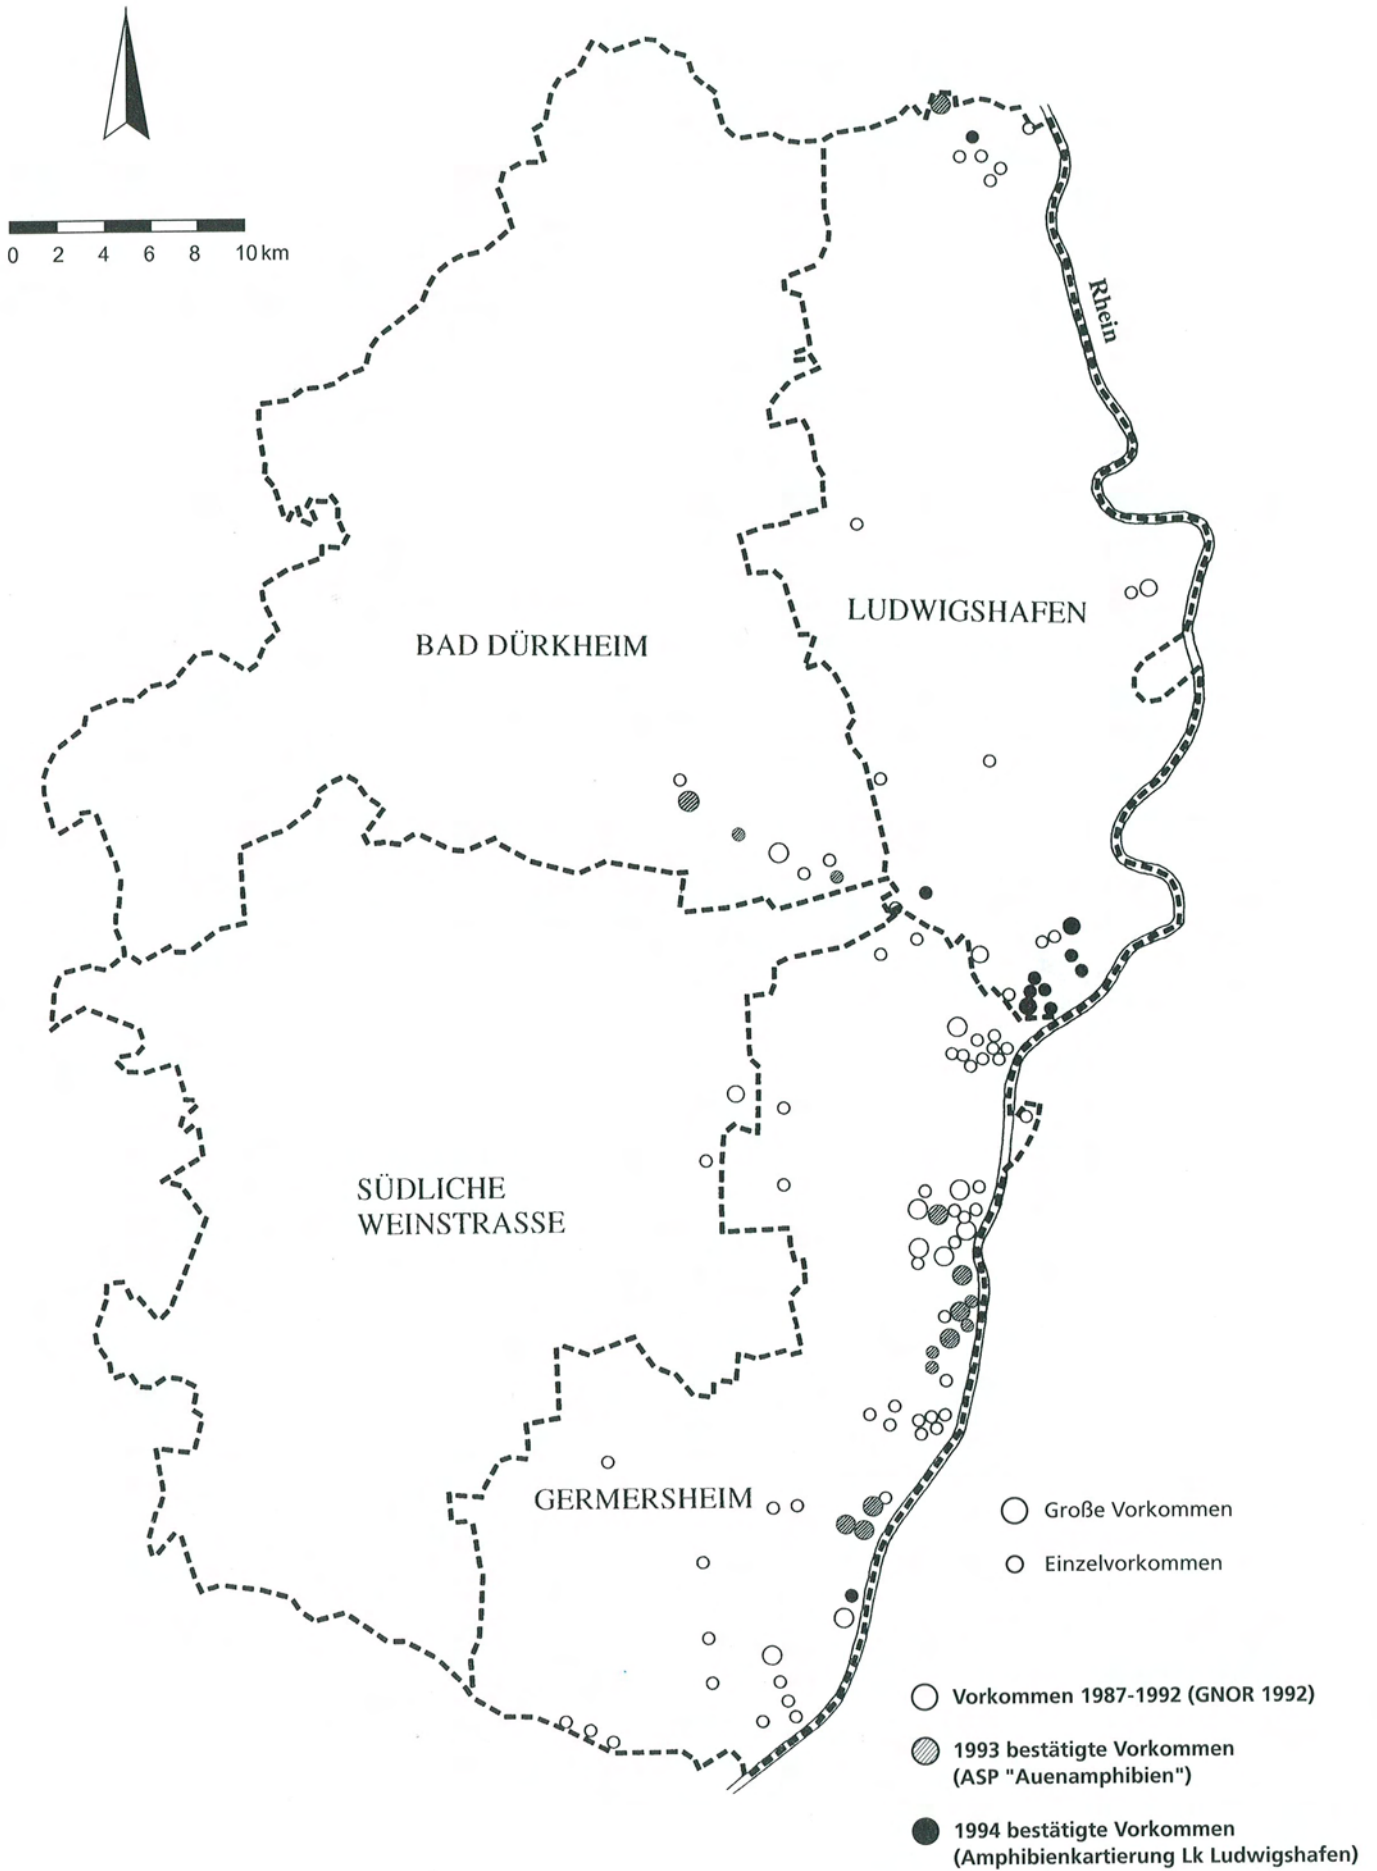 0 2 4 6 8 10 km
Rhein
LUDWIGSHAFEN
BAD DÜRKHEIM
SÜDLICHE
WEINSTRASSE
GERMERSHEIM
Große Vorkommen
Einzelvorkommen
Vorkommen 1987-1992 (GNOR 1992)
1993 bestätigte Vorkommen
(ASP "Auenamphibien")
1994 bestätigte Vorkommen
(Amphibienkartierung Lk Ludwigshafen)